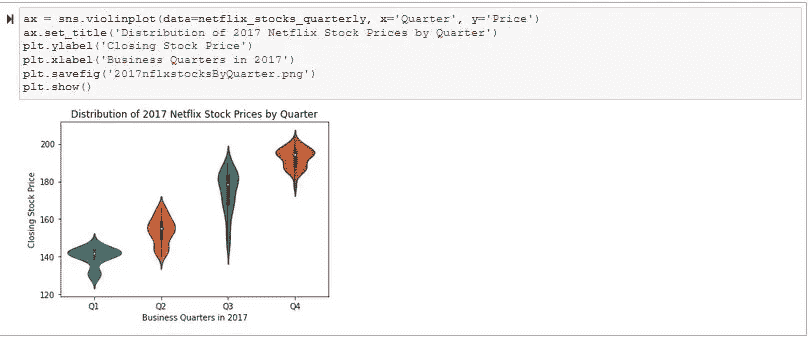 ax = sns.violinplot(data=netflix_stocks_quarterly, x='Quarter', y='Price')
ax.set_title('Distribution of 2017 Netflix Stock Prices by Quarter')
plt.ylabel('Closing Stock Price')
plt.xlabel('Business Quarters in 2017')
plt.savefig('2017nflxstocksByQuarter.png')
plt.show()
Distribution of 2017 Netflix Stock Prices by Quarter
Closing Stock Price
200
180
160
140
120
Q1 Q2 Q3 Q4
Business Quarters in 2017